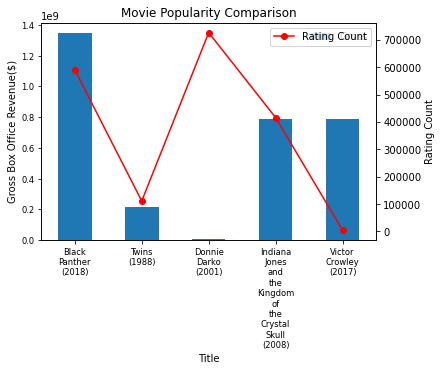 Movie Popularity Comparison
1e9
Rating Count
1.4
1.2
1.0
0.8
0.6
0.4
0.2
0.0
Gross Box Office Revenue($)
700000
600000
500000
400000
300000
200000
100000
0
Rating Count
Black
Panther
(2018)
Twins
(1988)
Donnie
Darko
(2001)
Indiana
Jones
and
the
Kingdom
of
the
Crystal
Skull
(2008)
Victor
Crowley
(2017)
Title